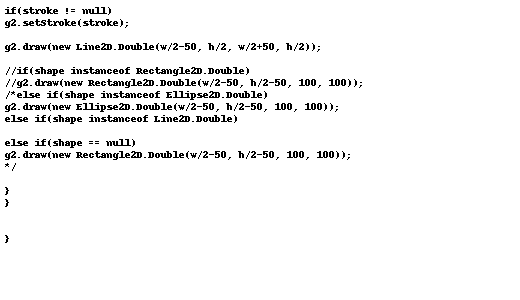 if(stroke != null)
g2.setStroke(stroke);
g2.draw(new Line2D.Double(w/2-50, h/2, w/2+50, h/2));
//if(shape instanceof Rectangle2D.Double)
//g2.draw(new Rectangle2D.Double(w/2-50, h/2-50, 100, 100));
/*else if(shape instanceof Ellipse2D.Double)
g2.draw(new Ellipse2D.Double(w/2-50, h/2-50, 100, 100));
else if(shape instanceof Line2D.Double)
else if(shape == null)
g2.draw(new Rectangle2D.Double(w/2-50, h/2-50, 100, 100));
*/
}
}
}